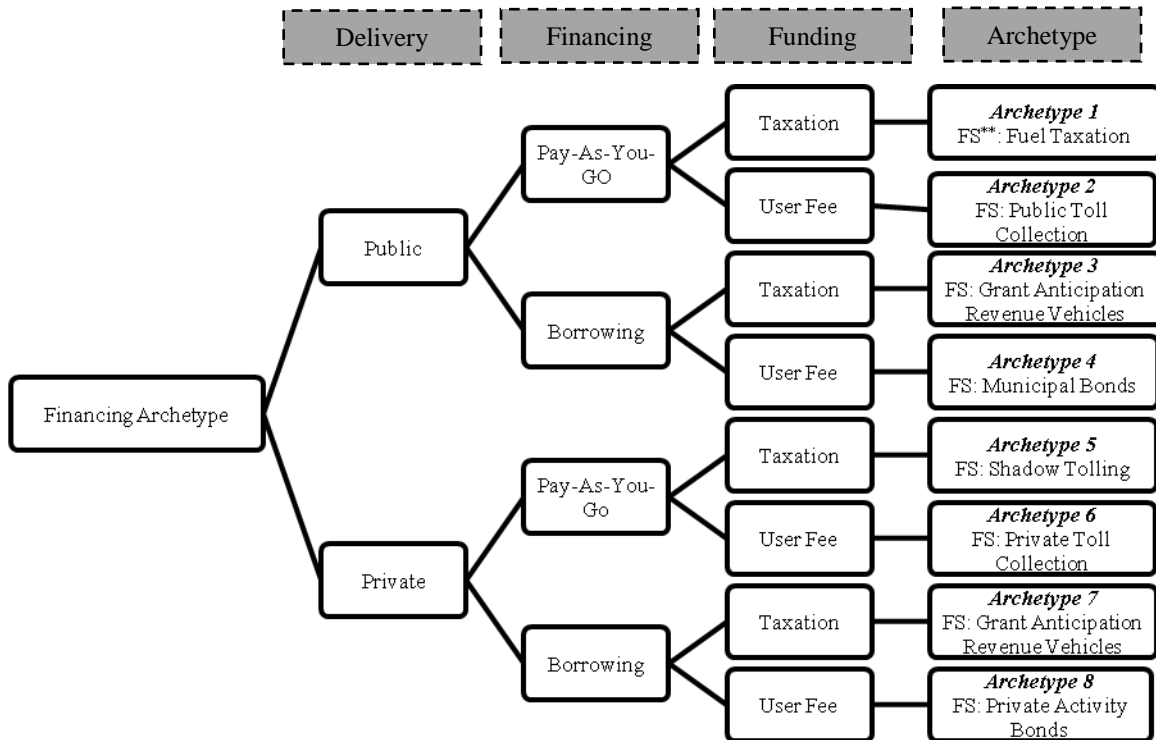 Delivery
Financing
Funding
Archetype
Financing Archetype
Public
Private
Pay-As-You-
GO
Borrowing
Pay-As-You-
Go
Borrowing
Taxation
User Fee
Taxation
User Fee
Taxation
User Fee
Taxation
User Fee
Archetype 1
FS**: Fuel Taxation
Archetype 2
FS: Public Toll
Collection
Archetype 3
FS: Grant Anticipation
Revenue Vehicles
Archetype 4
FS: Municipal Bonds
Archetype 5
FS: Shadow Tolling
Archetype 6
FS: Private Toll
Collection
Archetype 7
FS: Grant Anticipation
Revenue Vehicles
Archetype 8
FS: Private Activity
Bonds